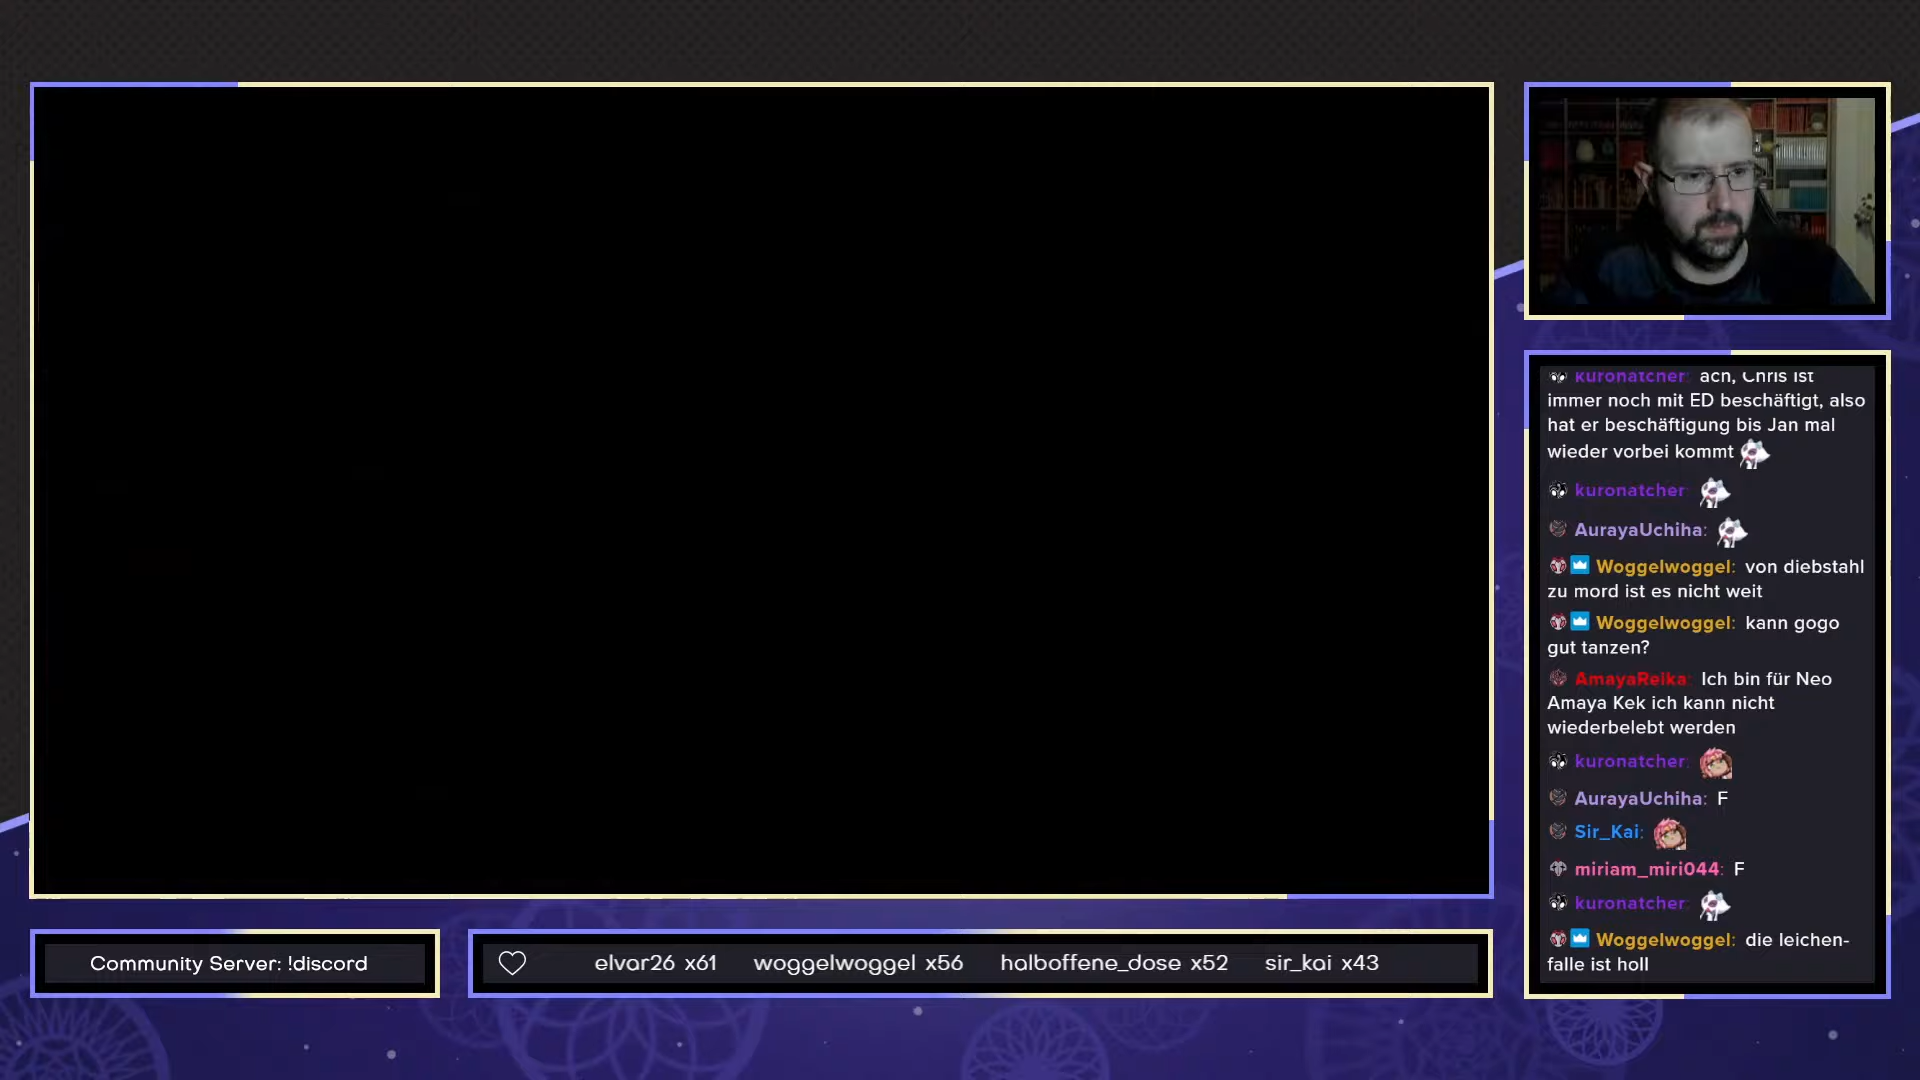 kuronatcher: ach, Chris ist
immer noch mit ED beschäftigt, also
hat er beschäftigung bis Jan mal
wieder vorbei kommt
kuronatcher:
AurayaUchiha:
Woggelwoggel: von diebstahl
zu mord ist es nicht weit
Woggelwoggel: kann gogo
gut tanzen?
AmayaReika: Ich bin für Neo
Amaya Kek ich kann nicht
wiederbelebt werden
kuronatcher:
AurayaUchiha: F
Sir_Kai:
miriam_miri044: F
kuronatcher:
Woggelwoggel: die leichen-
falle ist holl
Community Server: !discord
elvar26 x61 woggelwoggel x56 halboffene_dose x52 sir_kai x43